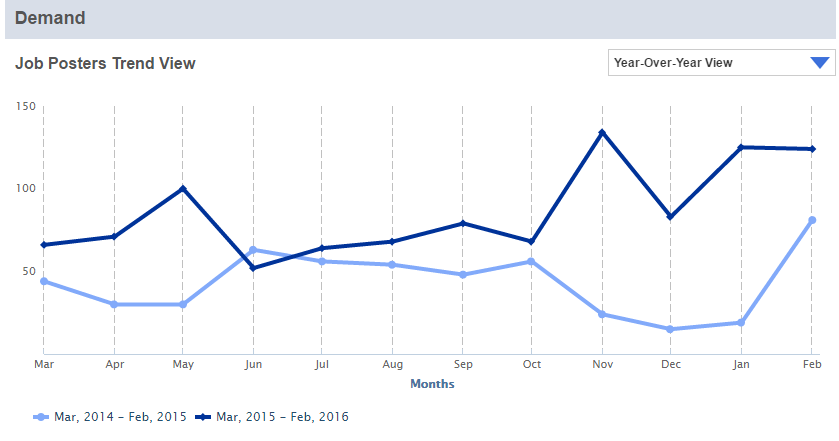 Demand
Job Posters Trend View
Year-Over-Year View
150
100
50
Mar Apr May Jun Jul Aug Sep Oct Nov Dec Jan Feb
Months
Mar, 2014 - Feb, 2015 Mar, 2015 - Feb, 2016